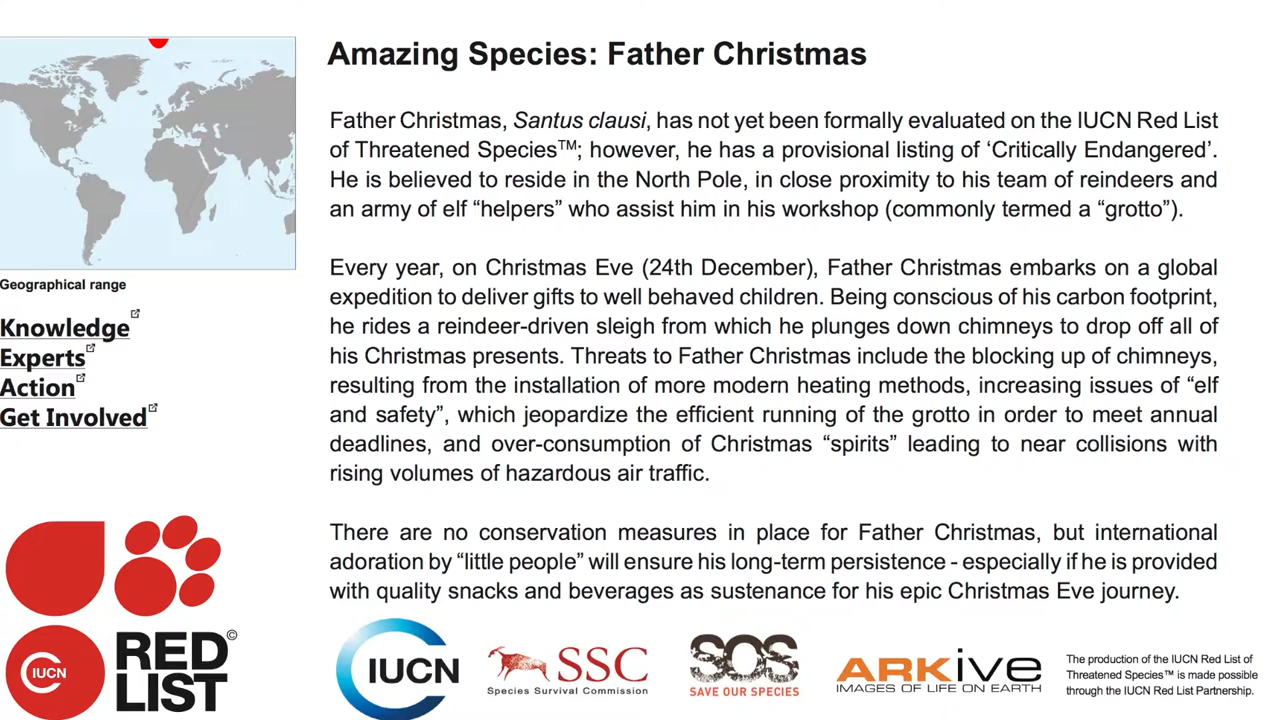 Amazing Species: Father Christmas
Father Christmas, Santus clausi, has not yet been formally evaluated on the IUCN Red List
of Threatened Species™; however, he has a provisional listing of ‘Critically Endangered’.
He is believed to reside in the North Pole, in close proximity to his team of reindeers and
an army of elf “helpers” who assist him in his workshop (commonly termed a “grotto”).
Every year, on Christmas Eve (24th December), Father Christmas embarks on a global
expedition to deliver gifts to well behaved children. Being conscious of his carbon footprint,
he rides a reindeer-driven sleigh from which he plunges down chimneys to drop off all of
his Christmas presents. Threats to Father Christmas include the blocking up of chimneys,
resulting from the installation of more modern heating methods, increasing issues of “elf
and safety”, which jeopardize the efficient running of the grotto in order to meet annual
deadlines, and over-consumption of Christmas “spirits” leading to near collisions with
rising volumes of hazardous air traffic.
There are no conservation measures in place for Father Christmas, but international
adoration by “little people” will ensure his long-term persistence - especially if he is provided
with quality snacks and beverages as sustenance for his epic Christmas Eve journey.
Geographical range
Knowledge
Experts
Action
Get Involved
IUCN
RED
LIST©
IUCN
SSC
Species Survival Commission
SOS
SAVE OUR SPECIES
ARKive
IMAGES OF LIFE ON EARTH
The production of the IUCN Red List of
Threatened Species™ is made possible
through the IUCN Red List Partnership.